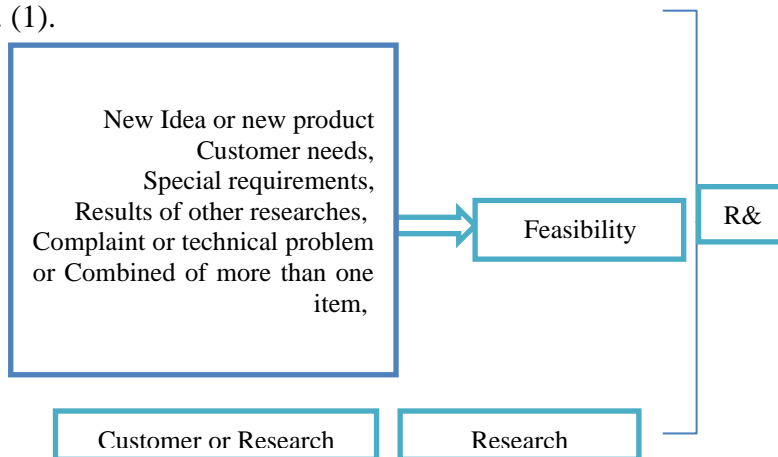 (1).
New Idea or new product
Customer needs,
Special requirements,
Results of other researches,
Complaint or technical problem
or Combined of more than one
item,
Feasibility
R&
Customer or Research
Research